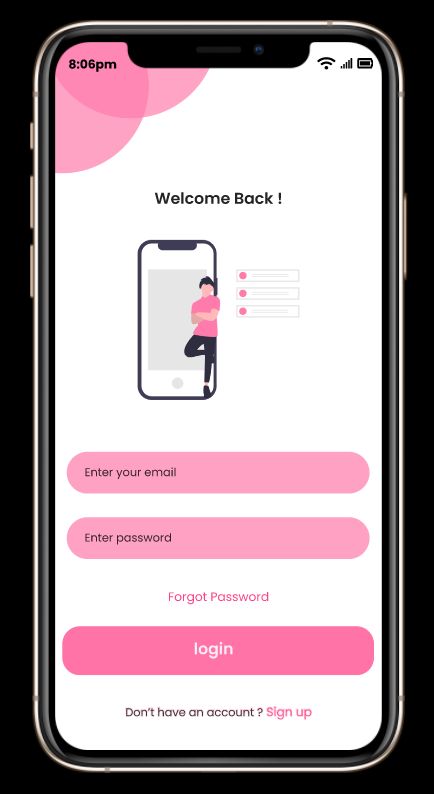 8:06pm
Welcome Back !
Enter your email
Enter password
Forgot Password
login
Don't have an account ? Sign up